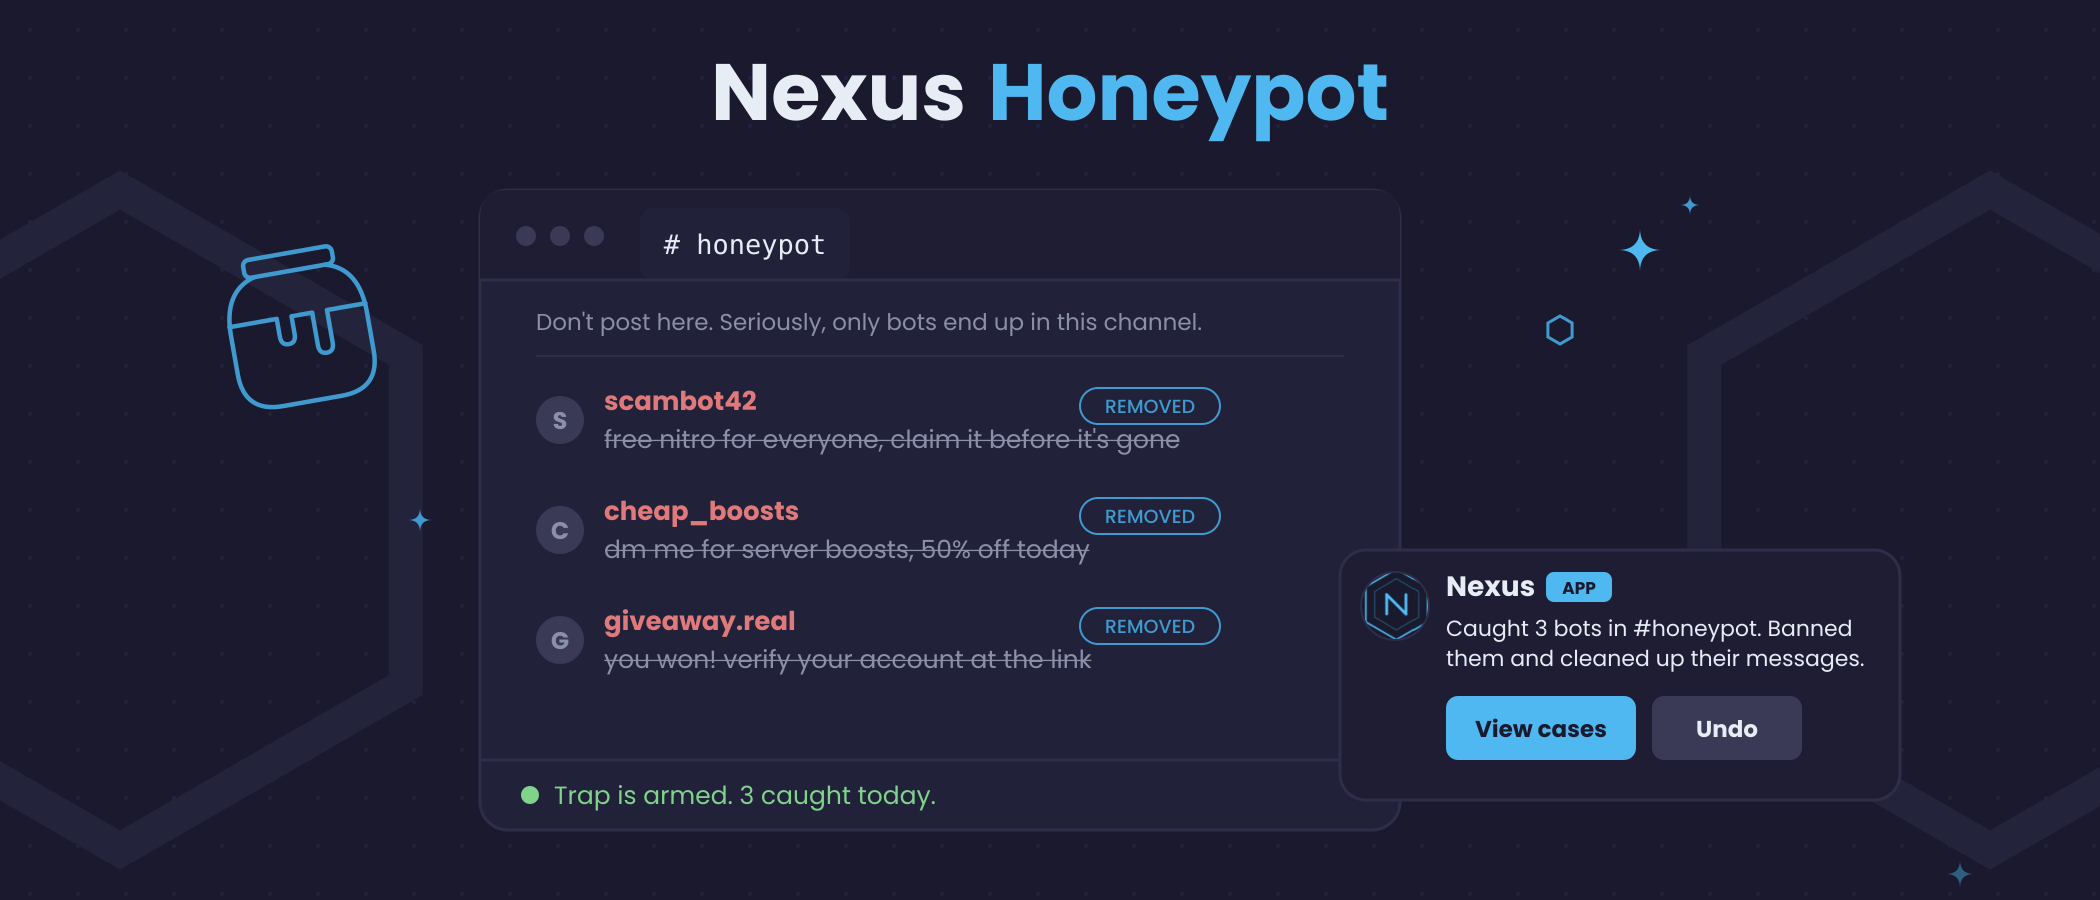 Nexus Honeypot
# honeypot
Don't post here. Seriously, only bots end up in this channel.
S
scambot42
REMOVED
free nitro for everyone, claim it before it's gone
C
cheap_boosts
REMOVED
dm me for server boosts, 50% off today
G
giveaway.real
REMOVED
you won! verify your account at the link
Trap is armed. 3 caught today.
N
Nexus APP
Caught 3 bots in #honeypot. Banned
them and cleaned up their messages.
View cases
Undo